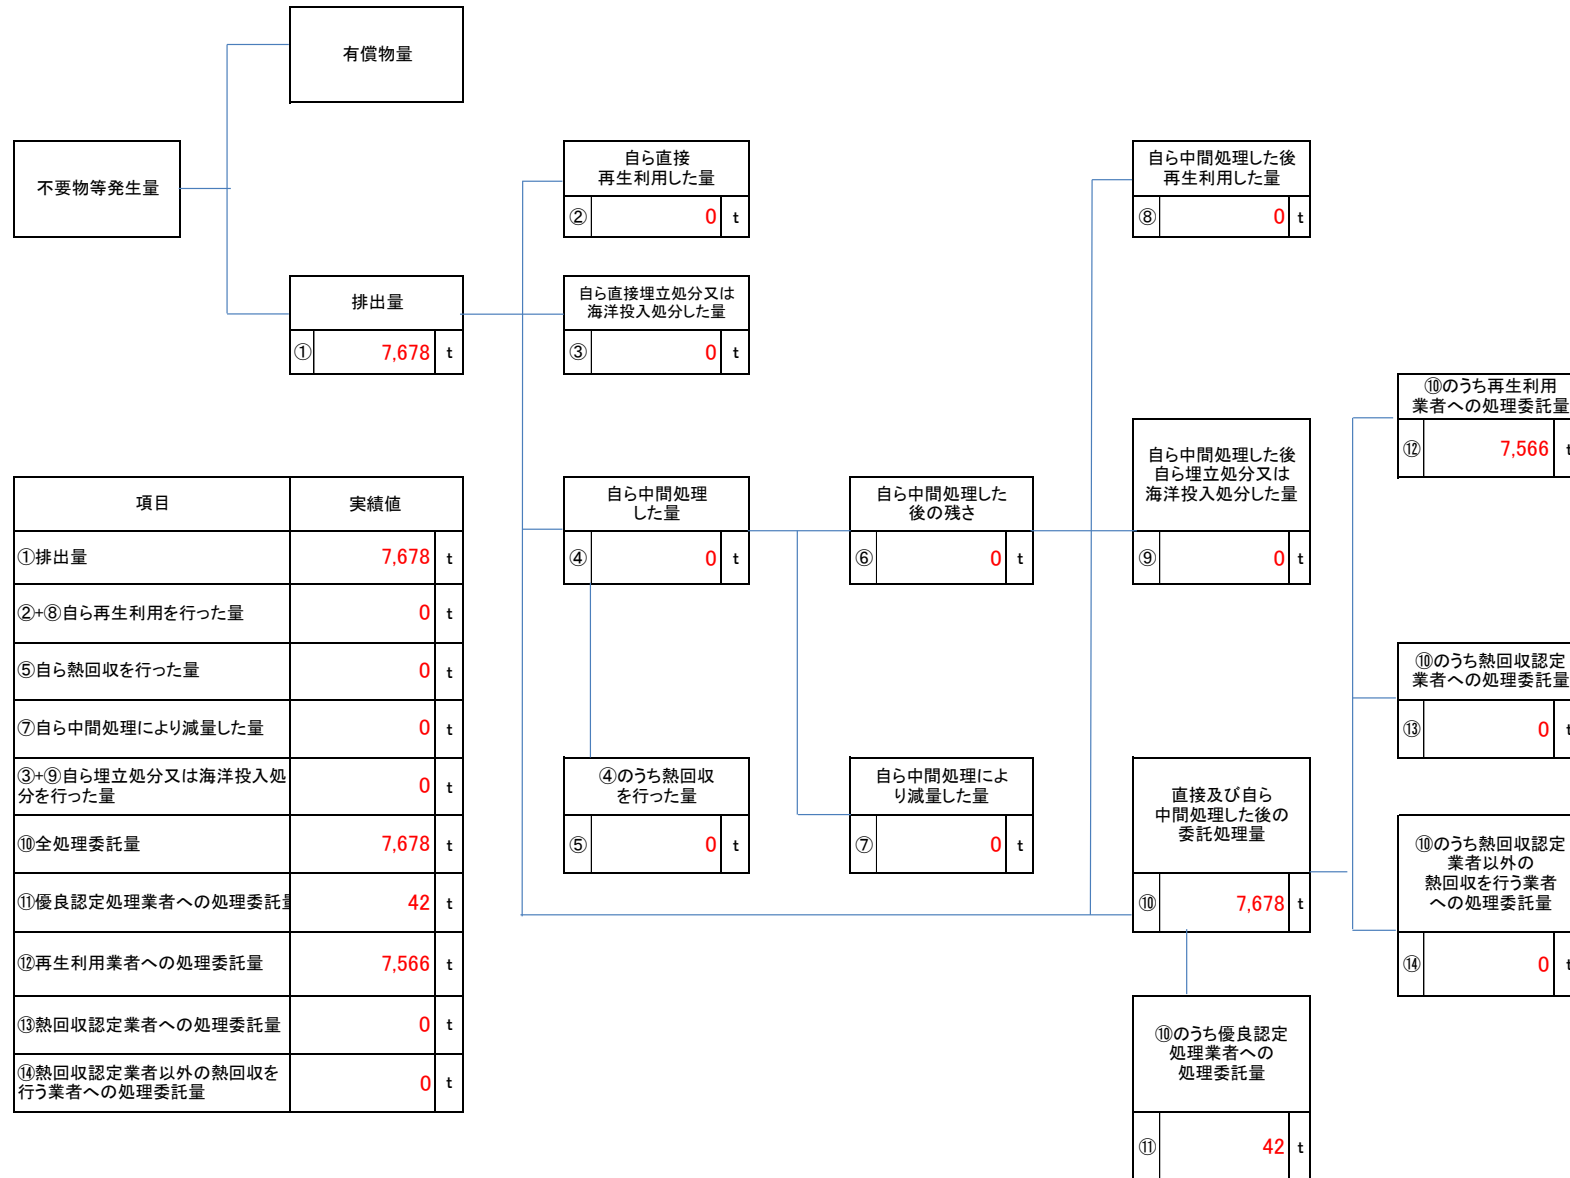 有償物量
不要物等発生量
排出量
① 7,678 t
自ら直接
再生利用した量
② 0 t
自ら直接埋立処分又は
海洋投入処分した量
③ 0 t
自ら中間処理
した量
④ 0 t
④のうち熱回収
を行った量
⑤ 0 t
自ら中間処理した
後の残さ
⑥ 0 t
自ら中間処理によ
り減量した量
⑦ 0 t
自ら中間処理した後
再生利用した量
⑧ 0 t
自ら中間処理した後
自ら埋立処分又は
海洋投入処分した量
⑨ 0 t
直接及び自ら
中間処理した後の
委託処理量
⑩ 7,678 t
⑩のうち優良認定
処理業者への
処理委託量
⑪ 42 t
⑩のうち再生利用
業者への処理委託量
⑫ 7,566 t
⑩のうち熱回収認定
業者への処理委託量
⑬ 0 t
⑩のうち熱回収認定
業者以外の
熱回収を行う業者
への処理委託量
⑭ 0 t
項目 実績値
①排出量 7,678 t
②+⑧自ら再生利用を行った量 0 t
⑤自ら熱回収を行った量 0 t
⑦自ら中間処理により減量した量 0 t
③+⑨自ら埋立処分又は海洋投入処
分を行った量 0 t
⑩全処理委託量 7,678 t
⑪優良認定処理業者への処理委託量 42 t
⑫再生利用業者への処理委託量 7,566 t
⑬熱回収認定業者への処理委託量 0 t
⑭熱回収認定業者以外の熱回収を
行う業者への処理委託量 0 t